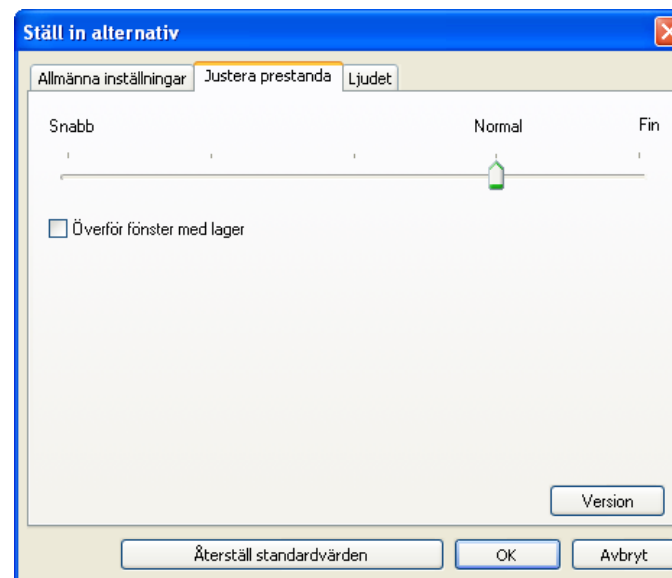 Ställ in alternativ
Allmänna inställningar Justera prestanda Ljudet
Snabb Normal Fin
Överför fönster med lager
Version
Återställ standardvärden OK Avbryt